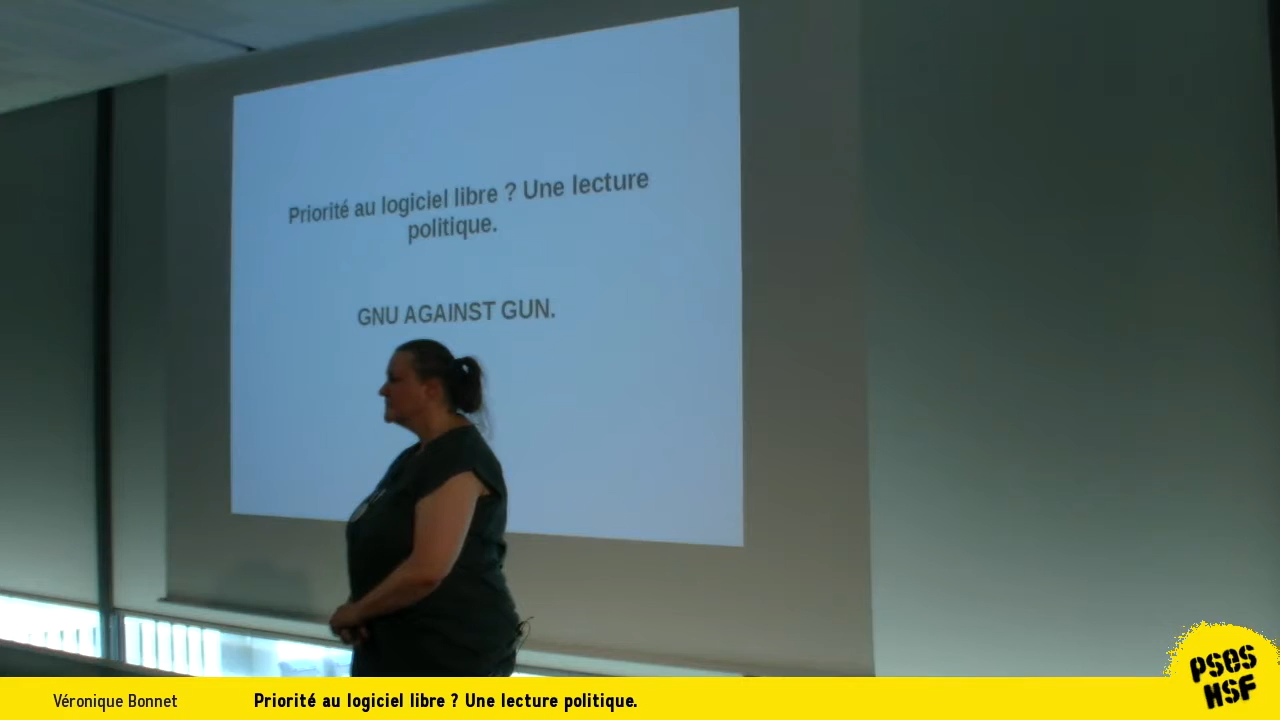 Priorité au logiciel libre ? Une lecture
politique.
GNU AGAINST GUN.
Véronique Bonnet
Priorité au logiciel libre ? Une lecture politique.
PSES
HSF